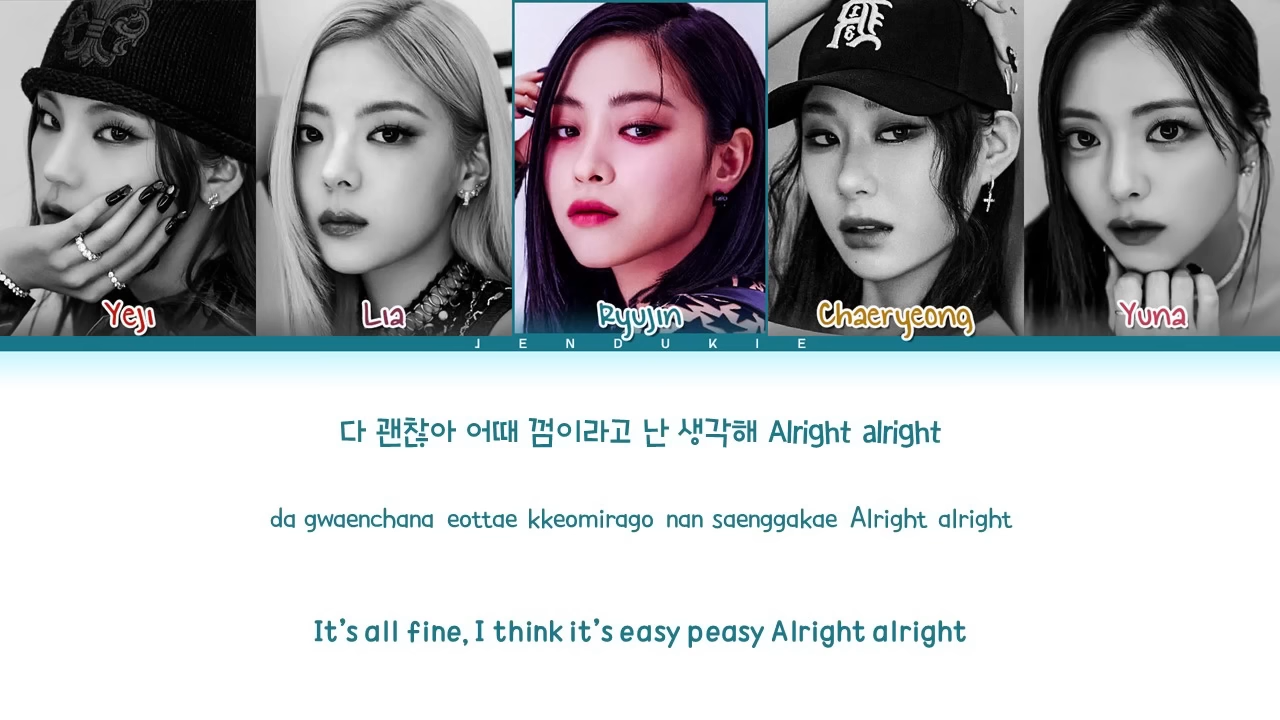 Yeji
Lia
Ryujin
Chaeryeong
Yuna
JENDUKIE
다 괜찮아 어때 껌이라고 난 생각해 Alright alright
da gwaenchana eottae kkeomirago nan saenggakae Alright alright
It's all fine, I think it's easy peasy Alright alright